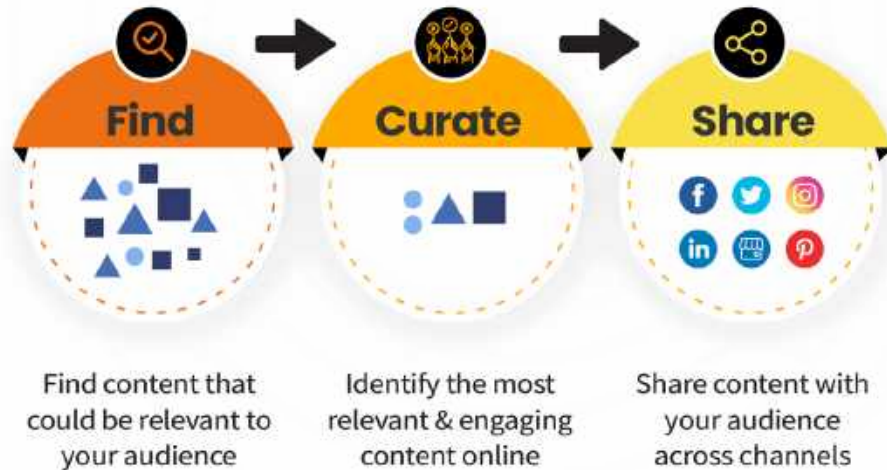 Find
Curate
Share
Find content that
could be relevant to
your audience
Identify the most
relevant & engaging
content online
Share content with
your audience
across channels